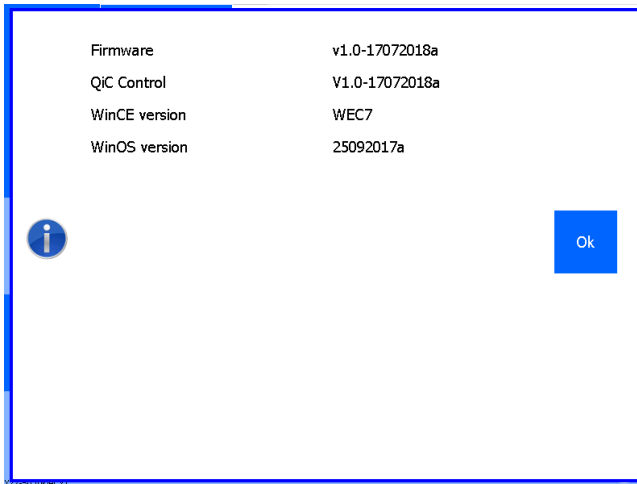 Firmware v1.0-17072018a
QiC Control V1.0-17072018a
WinCE version WEC7
WinOS version 25092017a
Ok